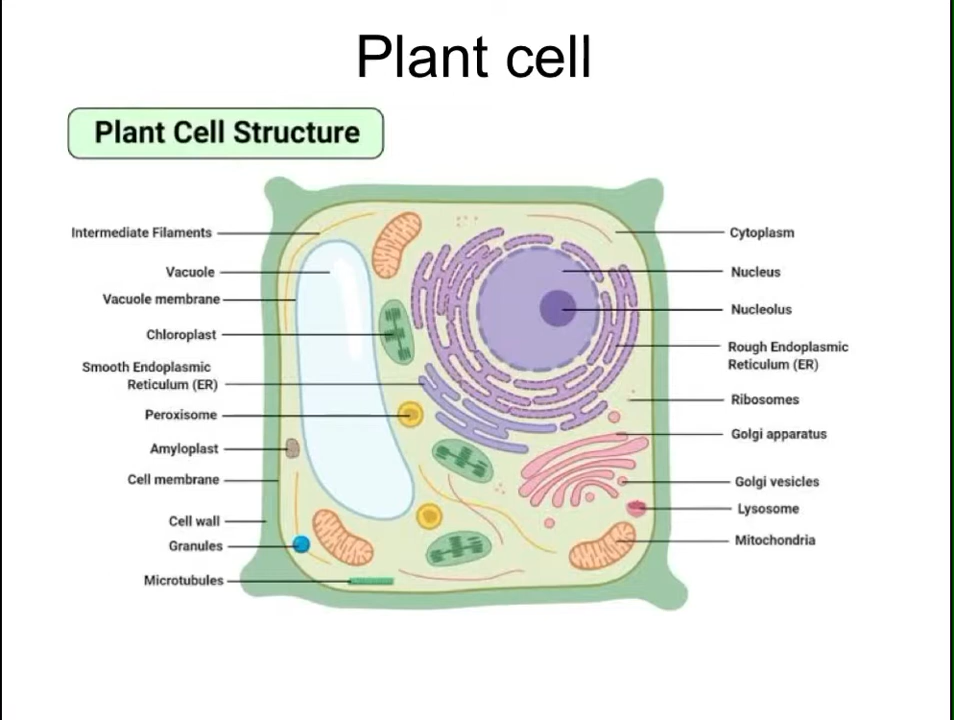 Plant cell
Plant Cell Structure
Intermediate Filaments
Vacuole
Vacuole membrane
Chloroplast
Smooth Endoplasmic
Reticulum (ER)
Peroxisome
Amyloplast
Cell membrane
Cell wall
Granules
Microtubules
Cytoplasm
Nucleus
Nucleolus
Rough Endoplasmic
Reticulum (ER)
Ribosomes
Golgi apparatus
Golgi vesicles
Lysosome
Mitochondria